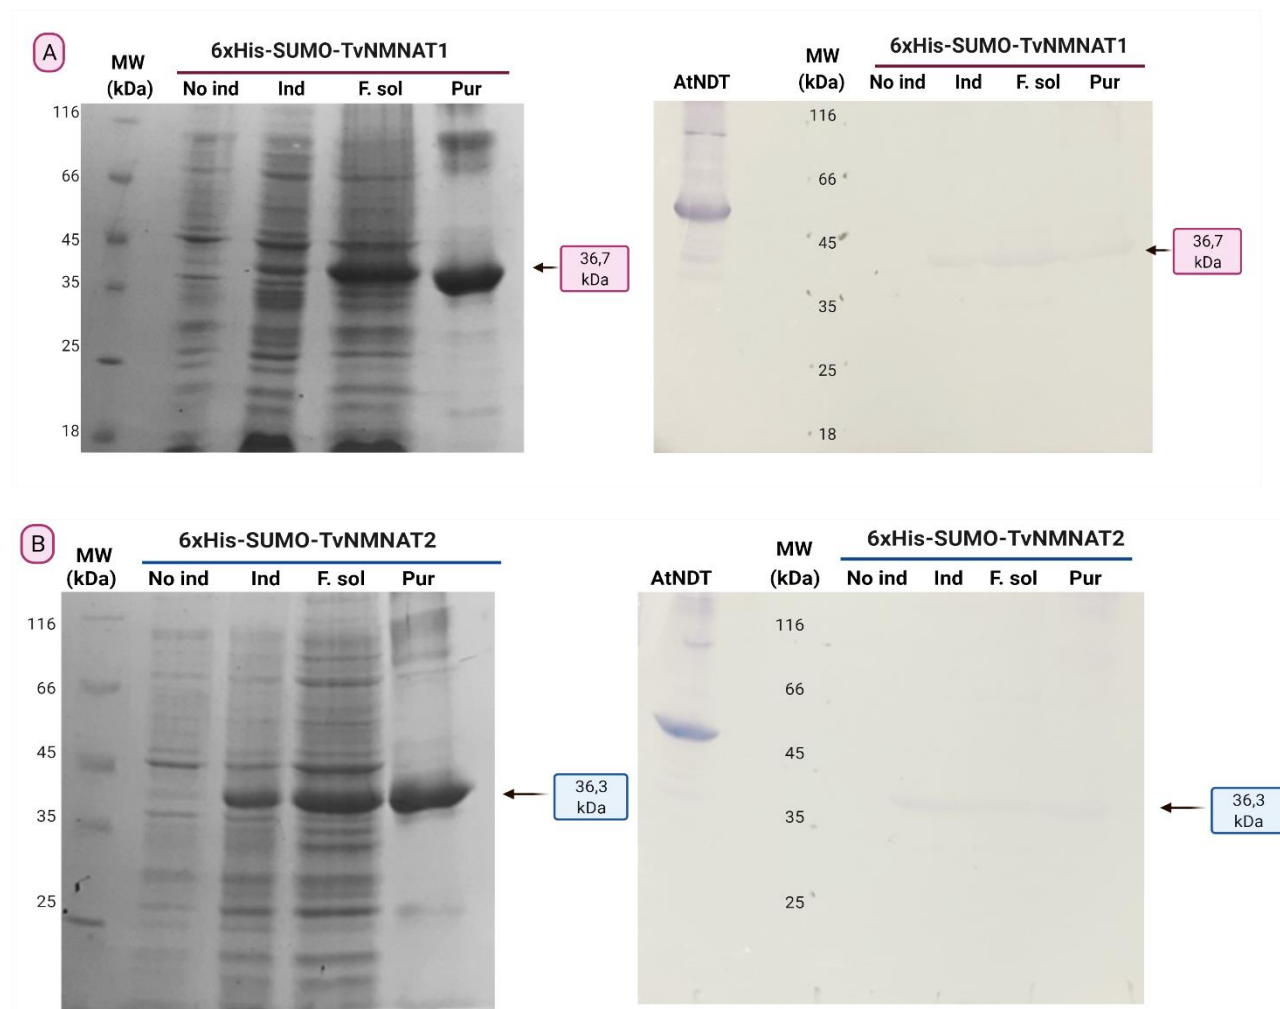 A
6xHis-SUMO-TvNMNAT1
MW
(kDa)
No ind Ind F. sol Pur
116
66
45
35
25
18
36,7
kDa
6xHis-SUMO-TvNMNAT1
AtNDT
MW
(kDa)
No ind Ind F. sol Pur
116
66
45
35
25
18
36,7
kDa
B
6xHis-SUMO-TvNMNAT2
MW
(kDa)
No ind Ind F. sol Pur
116
66
45
35
25
36,3
kDa
6xHis-SUMO-TvNMNAT2
AtNDT
MW
(kDa)
No ind Ind F. sol Pur
116
66
45
35
25
36,3
kDa